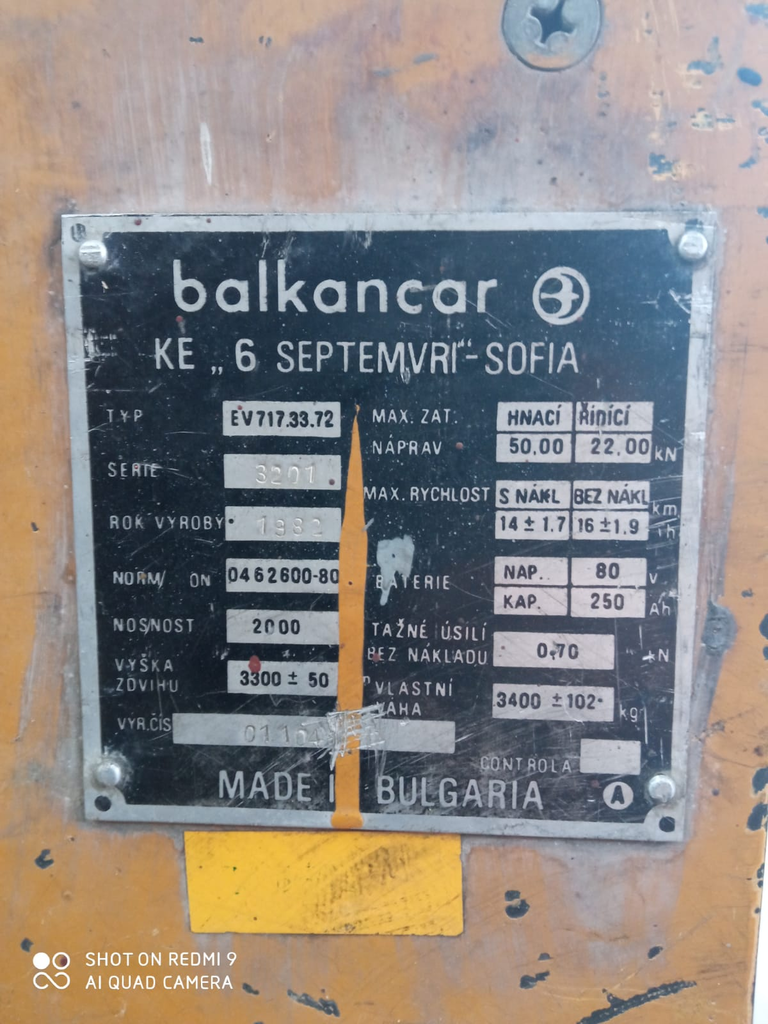 balkancar
KE „6 SEPTEMVRI"-SOFIA
TYP EV717.33.72
SERIE 3201
ROK VÝROBY 1982
NORM/ ON 0462600-80
NOSNOST 2000
VÝŠKA
ZDVIHU 3300 ± 50
VYR.ČÍS
MAX. ZAT. HNACÍ ŘÍDÍCÍ
NÁPRAV 50,00 22,00 kN
MAX. RYCHLOST S NÁKL BEZ NÁKL km
14 ± 1.7 16 ± 1.9 h
BATERIE NAP. 80 V
KAP. 250 Ah
TAŽNÉ ÚSILÍ
BEZ NÁKLADU 0,70 kN
VLASTNÍ
VÁHA 3400 ± 102 kg
CONTROLA
MADE I BULGARIA A
SHOT ON REDMI 9
AI QUAD CAMERA